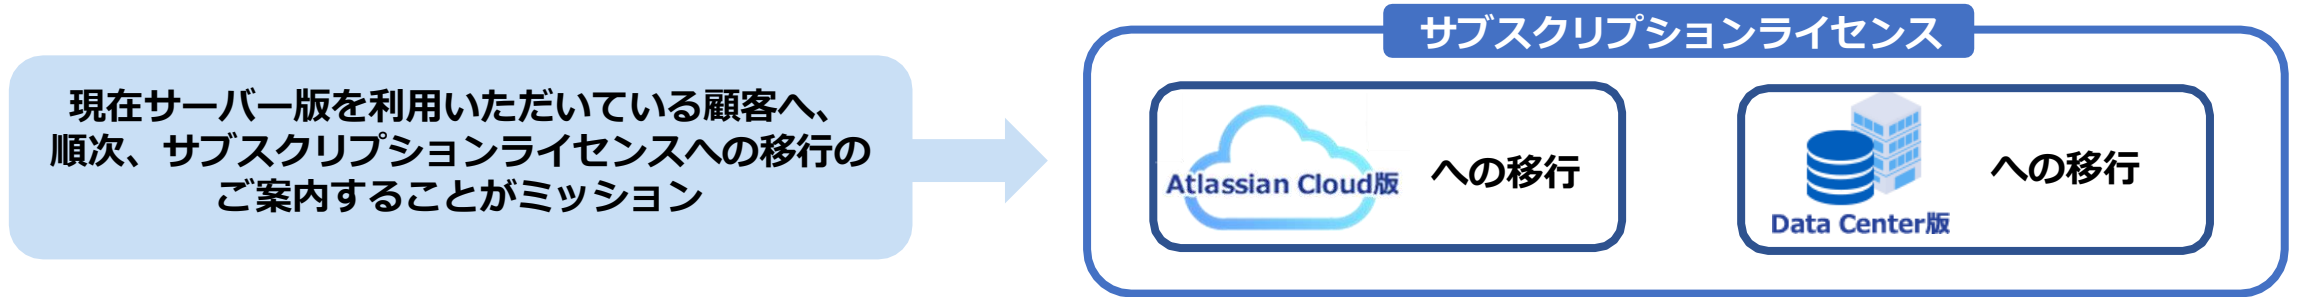 現在サーバー版を利用いただいている顧客へ、
順次、サブスクリプションライセンスへの移行の
ご案内することがミッション
サブスクリプションライセンス
Atlassian Cloud版
への移行
Data Center版
への移行